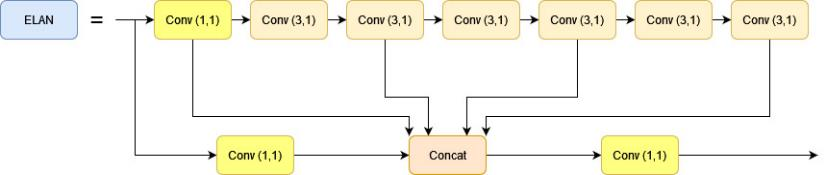 ELAN = Conv (1,1) Conv (3,1) Conv (3,1) Conv (3,1) Conv (3,1) Conv (3,1) Conv (3,1)
Conv (1,1) Concat Conv (1,1)